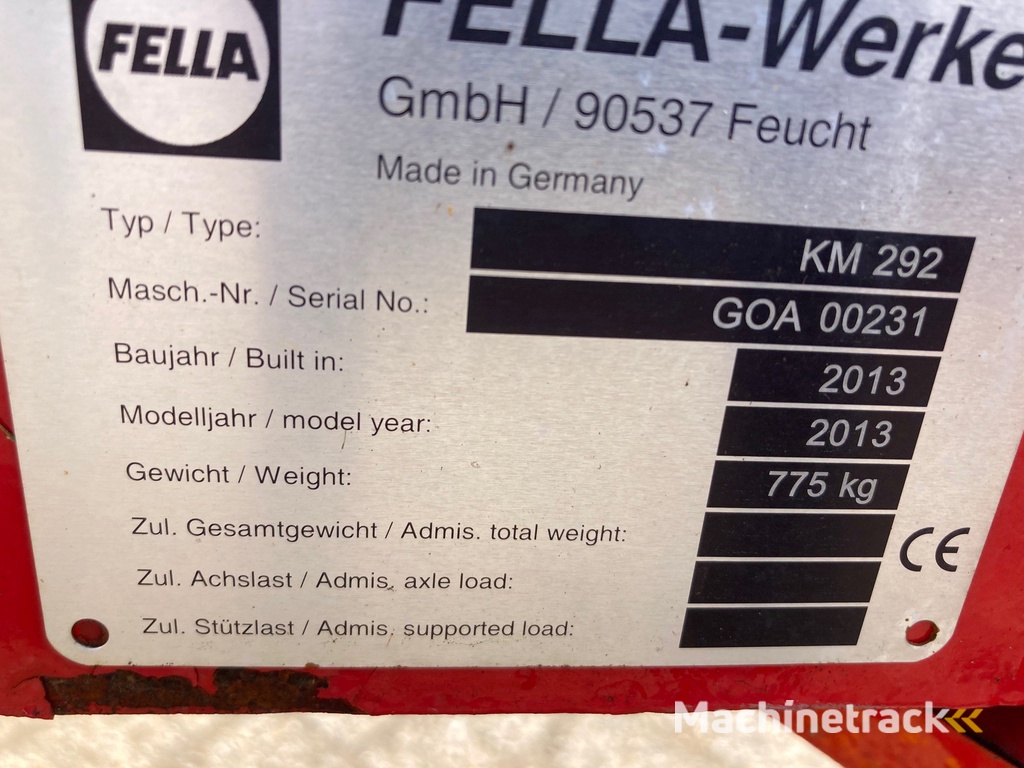 FELLA
FELLA-Werke
GmbH / 90537 Feucht
Made in Germany
Typ / Type: KM 292
Masch.-Nr. / Serial No.: GOA 00231
Baujahr / Built in: 2013
Modelljahr / model year: 2013
Gewicht / Weight: 775 kg
Zul. Gesamtgewicht / Admis. total weight:
CE
Zul. Achslast / Admis. axle load:
Zul. Stützlast / Admis. supported load:
Machinetrack